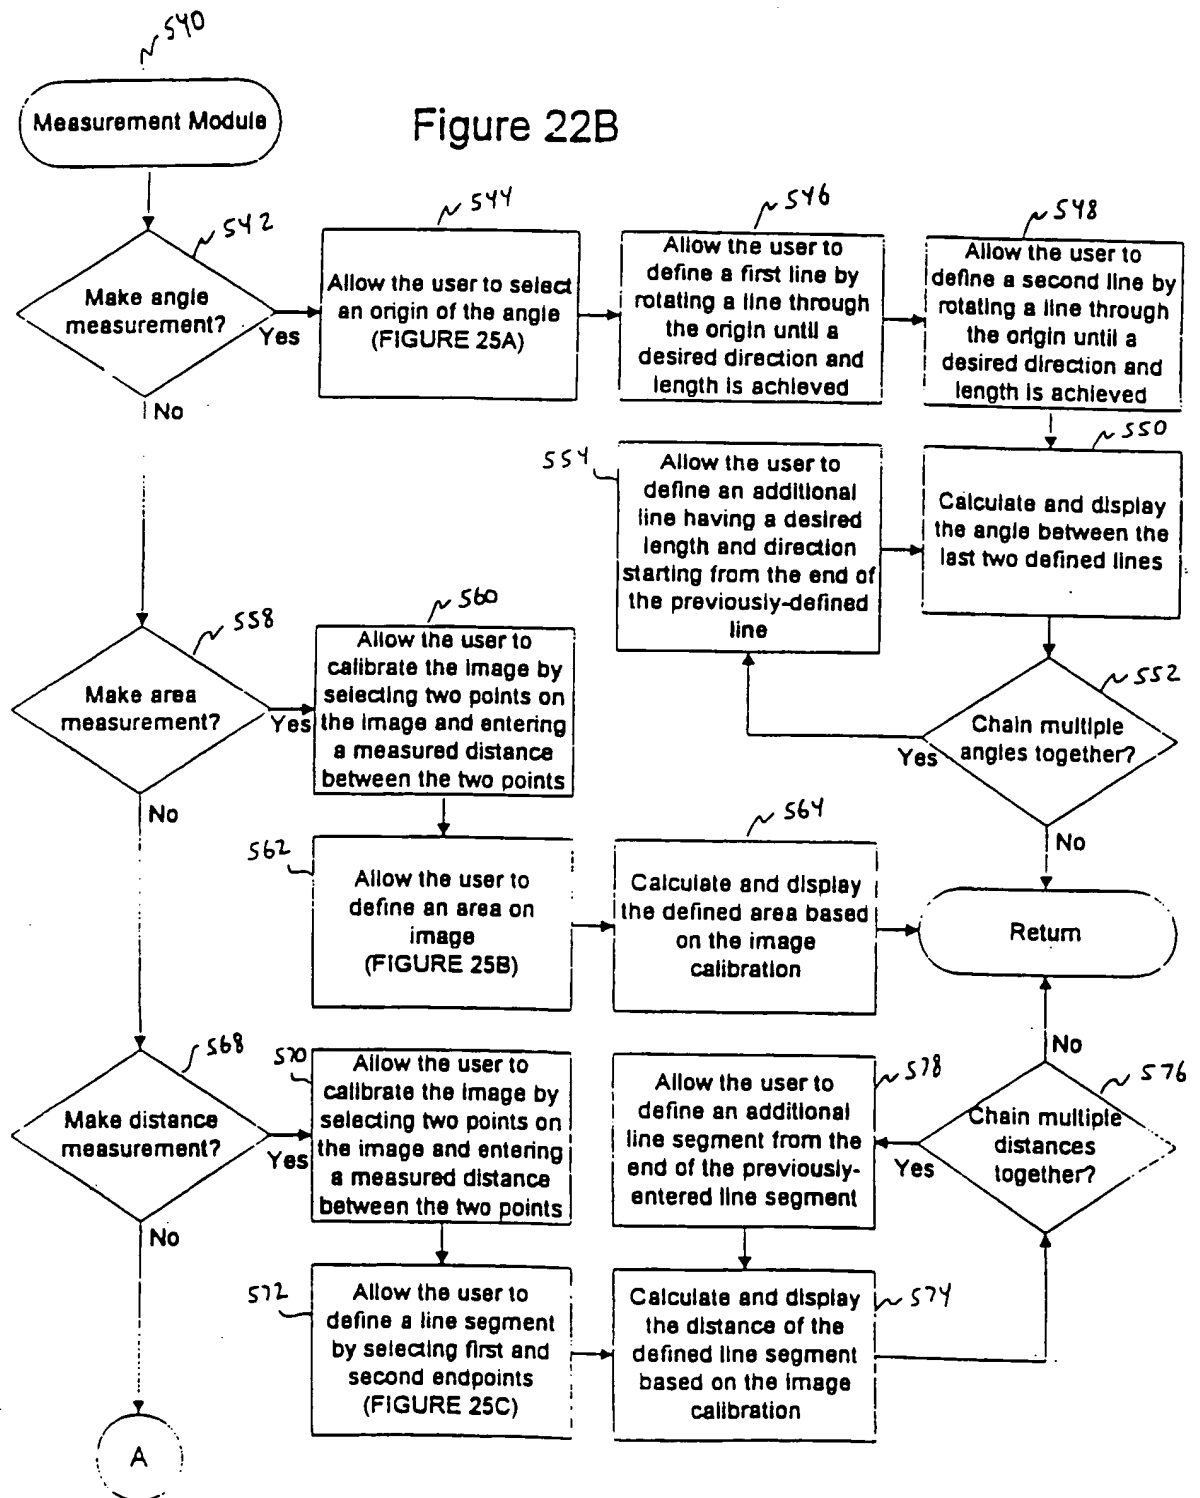 540
Measurement Module
Figure 22B
542
Make angle
measurement?
Yes
No
544
Allow the user to select
an origin of the angle
(FIGURE 25A)
546
Allow the user to
define a first line by
rotating a line through
the origin until a
desired direction and
length is achieved
548
Allow the user to
define a second line by
rotating a line through
the origin until a
desired direction and
length is achieved
550
Calculate and display
the angle between the
last two defined lines
554
Allow the user to
define an additional
line having a desired
length and direction
starting from the end of
the previously-defined
line
552
Chain multiple
angles together?
Yes
No
558
Make area
measurement?
Yes
No
560
Allow the user to
calibrate the image by
selecting two points on
the image and entering
a measured distance
between the two points
562
Allow the user to
define an area on
image
(FIGURE 25B)
564
Calculate and display
the defined area based
on the image
calibration
Return
568
Make distance
measurement?
Yes
No
570
Allow the user to
calibrate the image by
selecting two points on
the image and entering
a measured distance
between the two points
572
Allow the user to
define a line segment
by selecting first and
second endpoints
(FIGURE 25C)
578
Allow the user to
define an additional
line segment from the
end of the previously-
entered line segment
574
Calculate and display
the distance of the
defined line segment
based on the image
calibration
576
Chain multiple
distances
together?
Yes
No
A